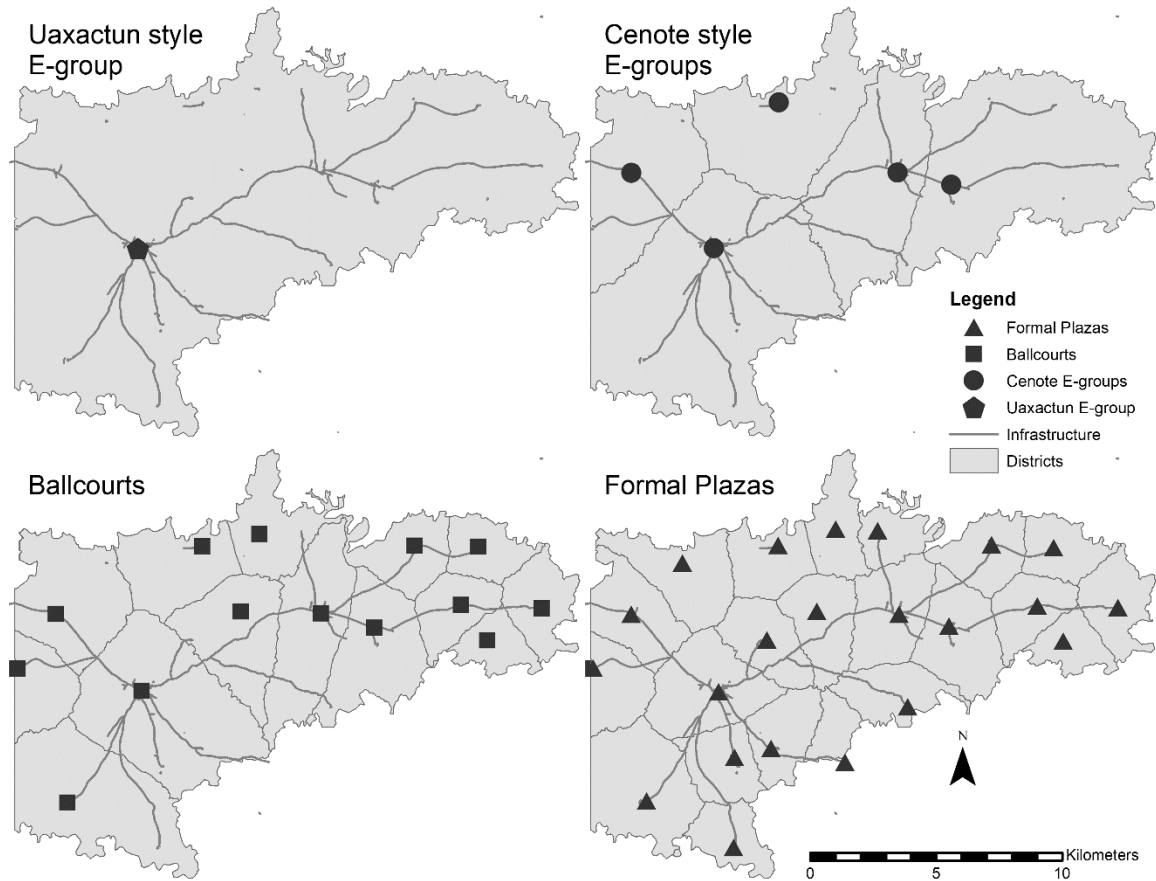 Uaxactun style
E-group
Cenote style
E-groups
Legend
Formal Plazas
Ballcourts
Cenote E-groups
Uaxactun E-group
Infrastructure
Districts
Ballcourts
Formal Plazas
N
Kilometers
0 5 10